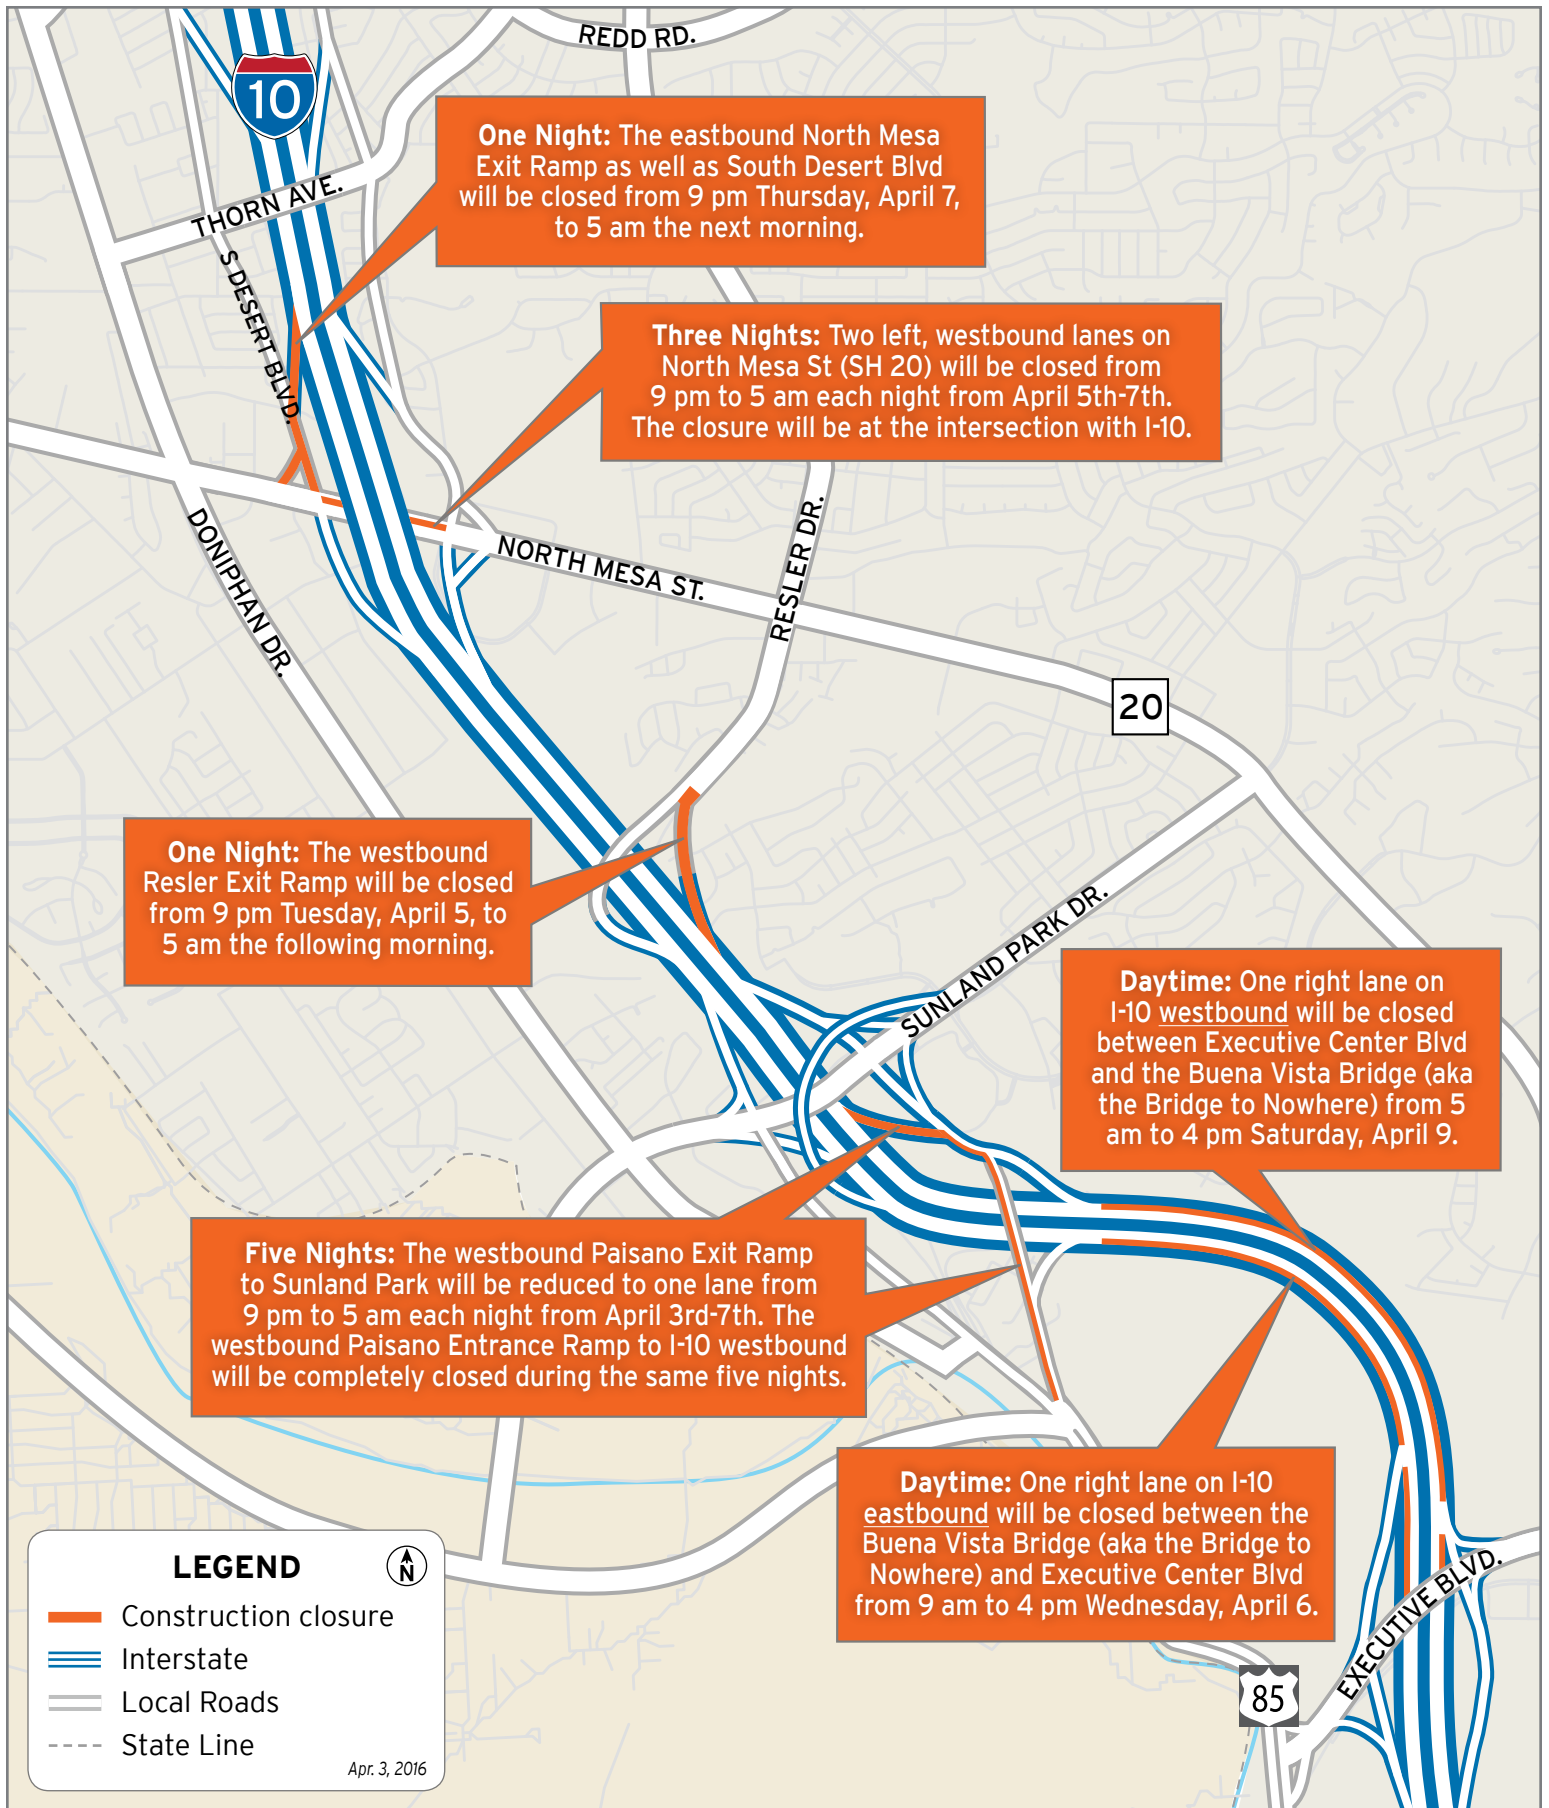 REDD RD.
10
One Night: The eastbound North Mesa
Exit Ramp as well as South Desert Blvd
will be closed from 9 pm Thursday, April 7,
to 5 am the next morning.
THORN AVE.
S DESERT BLVD.
Three Nights: Two left, westbound lanes on
North Mesa St (SH 20) will be closed from
9 pm to 5 am each night from April 5th-7th.
The closure will be at the intersection with I-10.
DONIPHAN DR.
NORTH MESA ST.
RESLER DR.
20
One Night: The westbound
Resler Exit Ramp will be closed
from 9 pm Tuesday, April 5, to
5 am the following morning.
SUNLAND PARK DR.
Daytime: One right lane on
I-10 westbound will be closed
between Executive Center Blvd
and the Buena Vista Bridge (aka
the Bridge to Nowhere) from 5
am to 4 pm Saturday, April 9.
Five Nights: The westbound Paisano Exit Ramp
to Sunland Park will be reduced to one lane from
9 pm to 5 am each night from April 3rd-7th. The
westbound Paisano Entrance Ramp to I-10 westbound
will be completely closed during the same five nights.
Daytime: One right lane on I-10
eastbound will be closed between the
Buena Vista Bridge (aka the Bridge to
Nowhere) and Executive Center Blvd
from 9 am to 4 pm Wednesday, April 6.
EXECUTIVE BLVD.
85
LEGEND
N
Construction closure
Interstate
Local Roads
State Line
Apr. 3, 2016